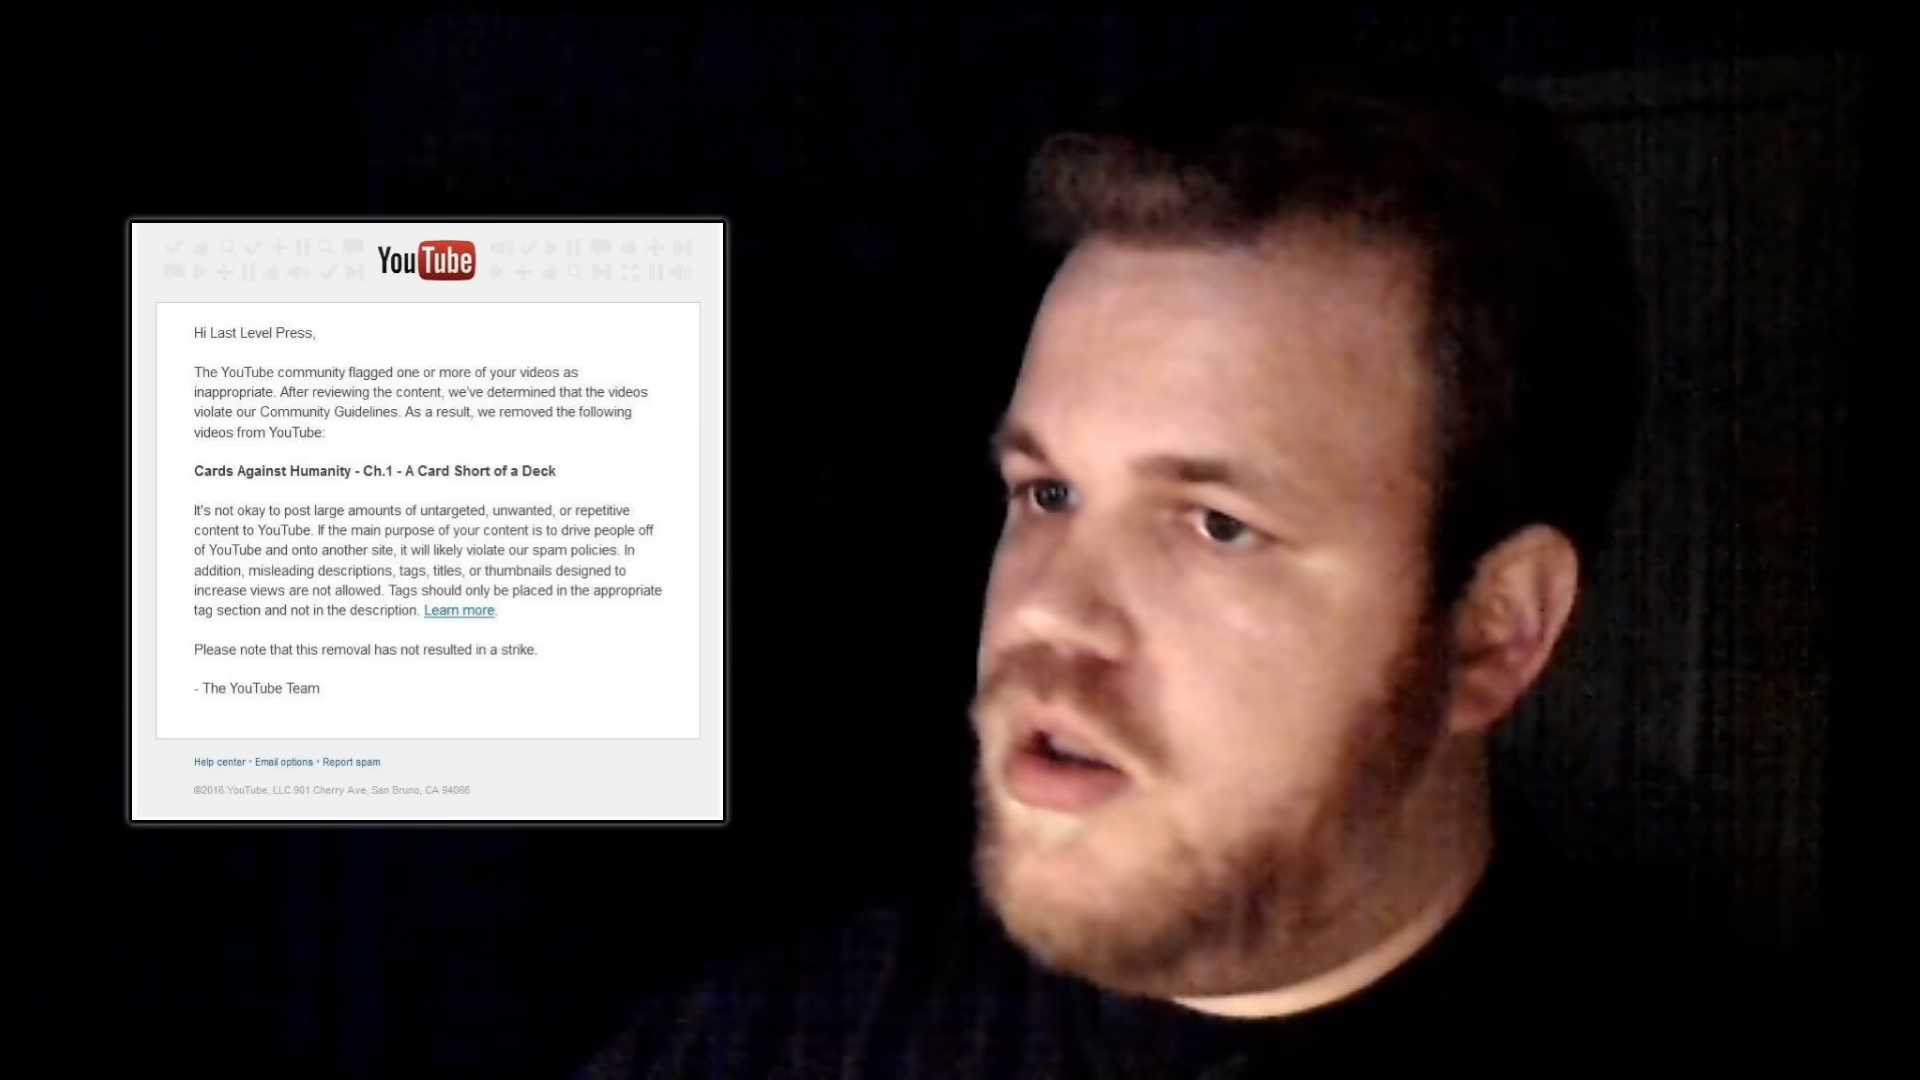 YouTube
Hi Last Level Press,
The YouTube community flagged one or more of your videos as
inappropriate. After reviewing the content, we've determined that the videos
violate our Community Guidelines. As a result, we removed the following
videos from YouTube:
Cards Against Humanity - Ch.1 - A Card Short of a Deck
It's not okay to post large amounts of untargeted, unwanted, or repetitive
content to YouTube. If the main purpose of your content is to drive people off
of YouTube and onto another site, it will likely violate our spam policies. In
addition, misleading descriptions, tags, titles, or thumbnails designed to
increase views are not allowed. Tags should only be placed in the appropriate
tag section and not in the description. Learn more.
Please note that this removal has not resulted in a strike.
- The YouTube Team
Help center • Email options • Report spam
©2016 YouTube, LLC 901 Cherry Ave, San Bruno, CA 94066